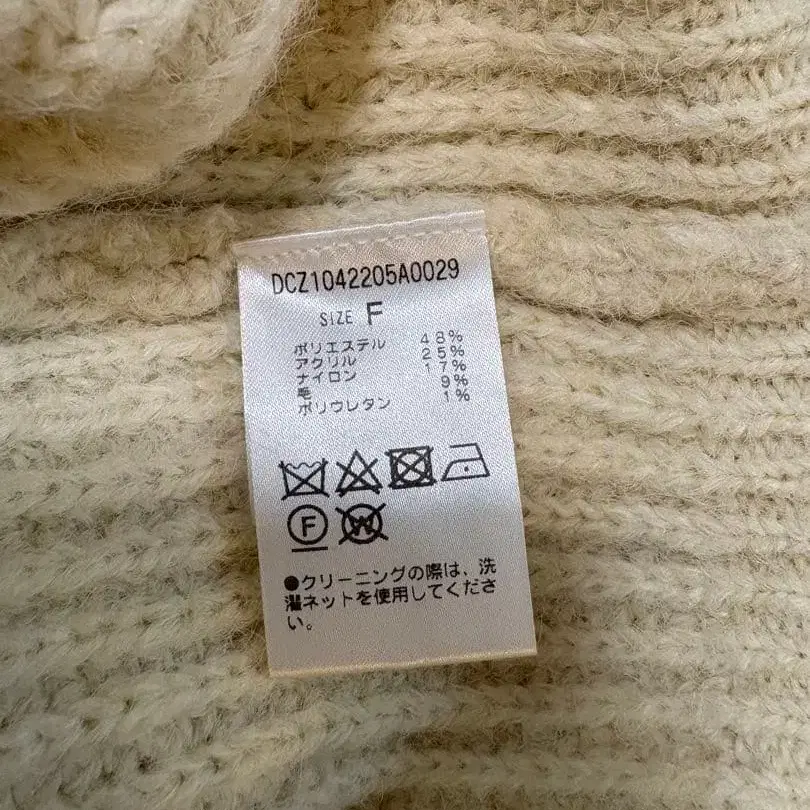 DCZ1042205A0029
SIZE F
ポリエステル 48%
アクリル 25%
ナイロン 17%
毛 9%
ポリウレタン 1%
F W
●クリーニングの際は、洗
濯ネットを使用してくださ
い。